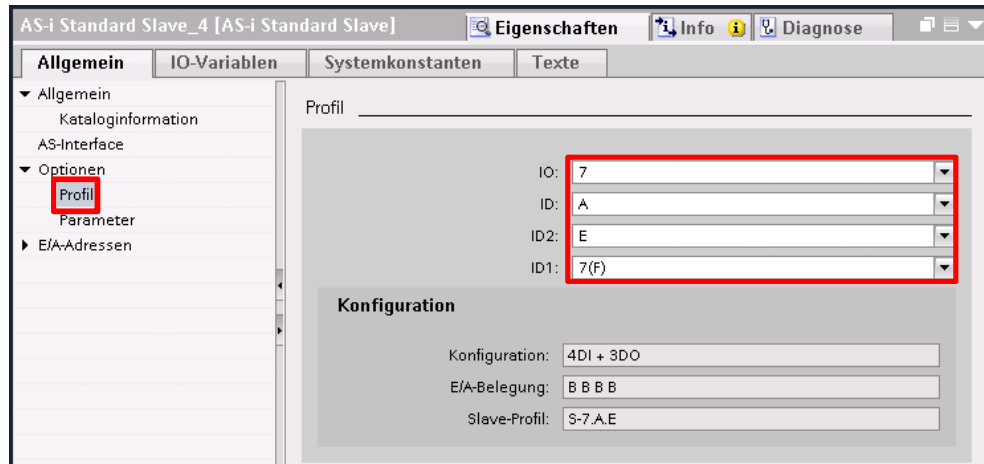 AS-i Standard Slave_4 [AS-i Standard Slave] Eigenschaften Info Diagnose
Allgemein IO-Variablen Systemkonstanten Texte
Allgemein
Kataloginformation
AS-Interface
Optionen
Profil
Parameter
E/A-Adressen
Profil
IO: 7
ID: A
ID2: E
ID1: 7(F)
Konfiguration
Konfiguration: 4DI + 3DO
E/A-Belegung: B B B B
Slave-Profil: S-7.A.E